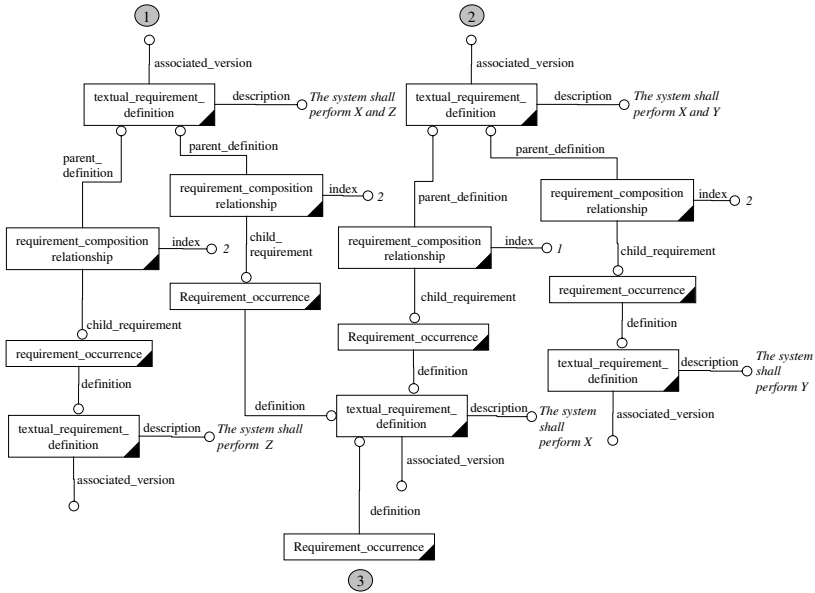 1
2
associated_version
associated_version
textual_requirement_
definition
description
The system shall
perform X and Z
textual_requirement_
definition
description
The system shall
perform X and Y
parent_
definition
parent_definition
parent_definition
parent_definition
requirement_composition
relationship
index
2
requirement_composition
relationship
index
2
requirement_composition
relationship
index
2
child_
requirement
requirement_composition
relationship
index
1
child_requirement
Requirement_occurrence
requirement_occurrence
child_requirement
child_requirement
definition
requirement_occurrence
Requirement_occurrence
textual_requirement_
definition
description
The system
shall
perform Y
definition
definition
definition
textual_requirement_
definition
description
The system shall
perform Z
textual_requirement_
definition
description
The system
shall
perform X
associated_version
associated_version
associated_version
definition
Requirement_occurrence
3